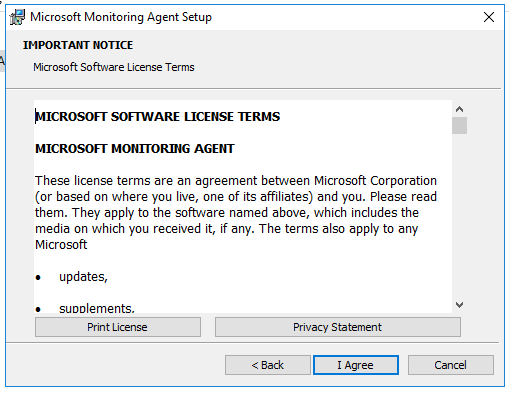 Microsoft Monitoring Agent Setup
IMPORTANT NOTICE
Microsoft Software License Terms
MICROSOFT SOFTWARE LICENSE TERMS
MICROSOFT MONITORING AGENT
These license terms are an agreement between Microsoft Corporation
(or based on where you live, one of its affiliates) and you. Please read
them. They apply to the software named above, which includes the
media on which you received it, if any. The terms also apply to any
Microsoft
• updates,
• supplements,
Print License
Privacy Statement
< Back
I Agree
Cancel